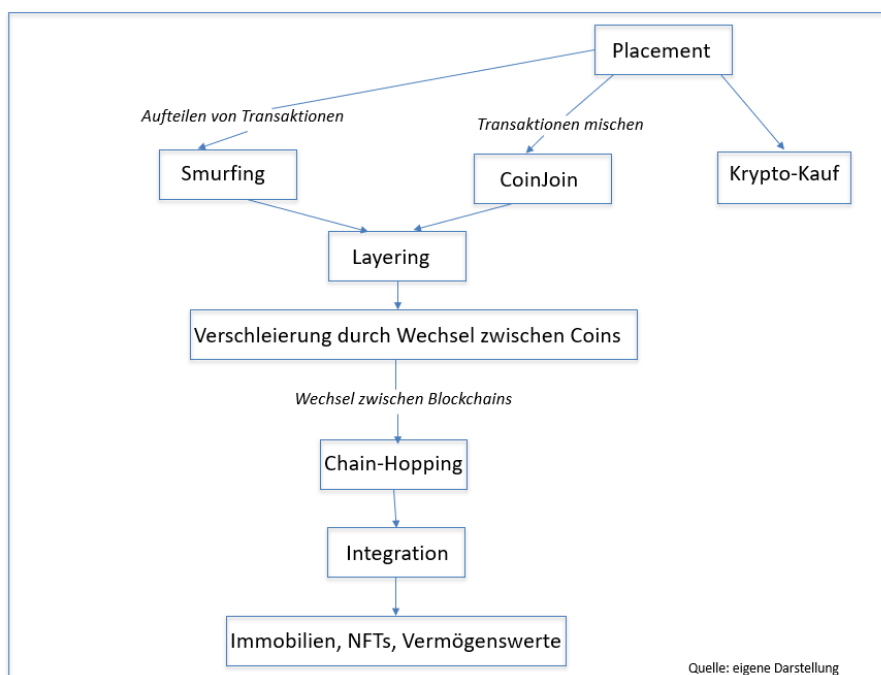 Placement
Aufteilen von Transaktionen
Transaktionen mischen
Smurfing
CoinJoin
Krypto-Kauf
Layering
Verschleierung durch Wechsel zwischen Coins
Wechsel zwischen Blockchains
Chain-Hopping
Integration
Immobilien, NFTs, Vermögenswerte
Quelle: eigene Darstellung